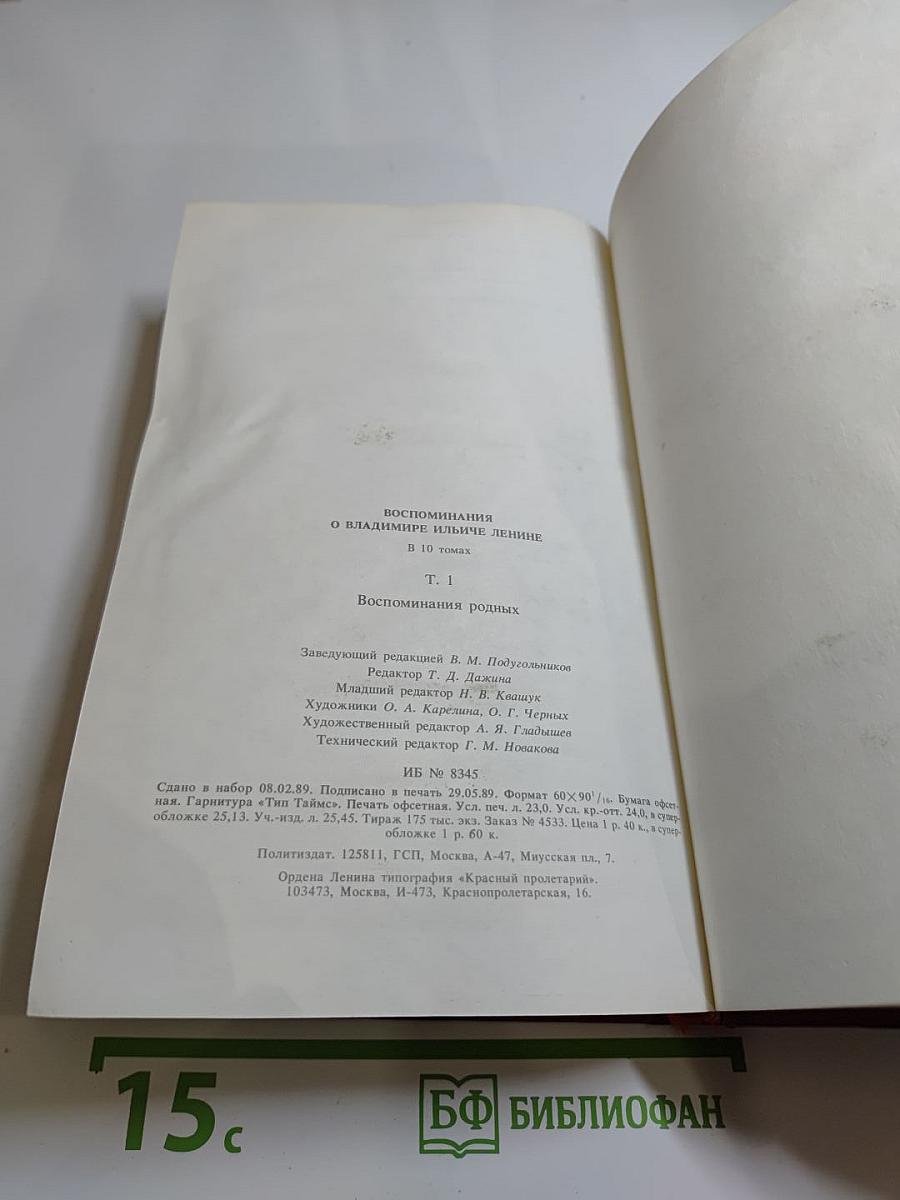 ВОСПОМИНАНИЯ
О ВЛАДИМИРЕ ИЛЬИЧЕ ЛЕНИНЕ
В 10 томах
Т. 1
Воспоминания родных
Заведующий редакцией В. М. Подугольников
Редактор Т. Д. Дажина
Младший редактор Н. В. Квашук
Художники О. А. Карелина, О. Г. Черных
Художественный редактор А. Я. Гладышев
Технический редактор Г. М. Новакова
ИБ № 8345
Сдано в набор 08.02.89. Подписано в печать 29.05.89. Формат 60×90¹/₁₆. Бумага офсет-
ная. Гарнитура «Тип Таймс». Печать офсетная. Усл. печ. л. 23,0. Усл. кр.-отт. 24,0, в супер-
обложке 25,13. Уч.-изд. л. 25,45. Тираж 175 тыс. экз. Заказ № 4533. Цена 1 р. 40 к., в супер-
обложке 1 р. 60 к.
Политиздат. 125811, ГСП, Москва, А-47, Миусская пл., 7.
Ордена Ленина типография «Красный пролетарий».
103473, Москва, И-473, Краснопролетарская, 16.
15 с
БФ БИБЛИОФАН